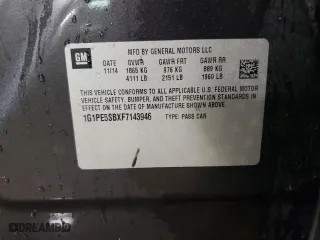 GM
MFD BY GENERAL MOTORS LLC
11/14 GVWR GAWR FRT GAWR RR
1865 KG 976 KG 889 KG
4111 LB 2151 LB 1960 LB
THIS VEHICLE CONFORMS TO ALL APPLICABLE U.S. FEDERAL MOTOR VEHICLE
SAFETY, BUMPER, AND THEFT PREVENTION STANDARDS IN EFFECT ON
THE DATE OF MANUFACTURE SHOWN ABOVE.
1G1PE5SBXF7143946 TYPE: PASS CAR
DREAMBID